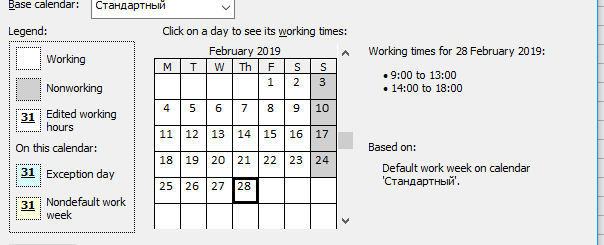 Base calendar: Стандартный
Legend:
Click on a day to see its working times:
Working
Nonworking
31 Edited working
hours
On this calendar:
31 Exception day
31 Nondefault work
week
February 2019
M T W Th F S S
1 2 3
4 5 6 7 8 9 10
11 12 13 14 15 16 17
18 19 20 21 22 23 24
25 26 27 28
Working times for 28 February 2019:
• 9:00 to 13:00
• 14:00 to 18:00
Based on:
Default work week on calendar
'Стандартный'.